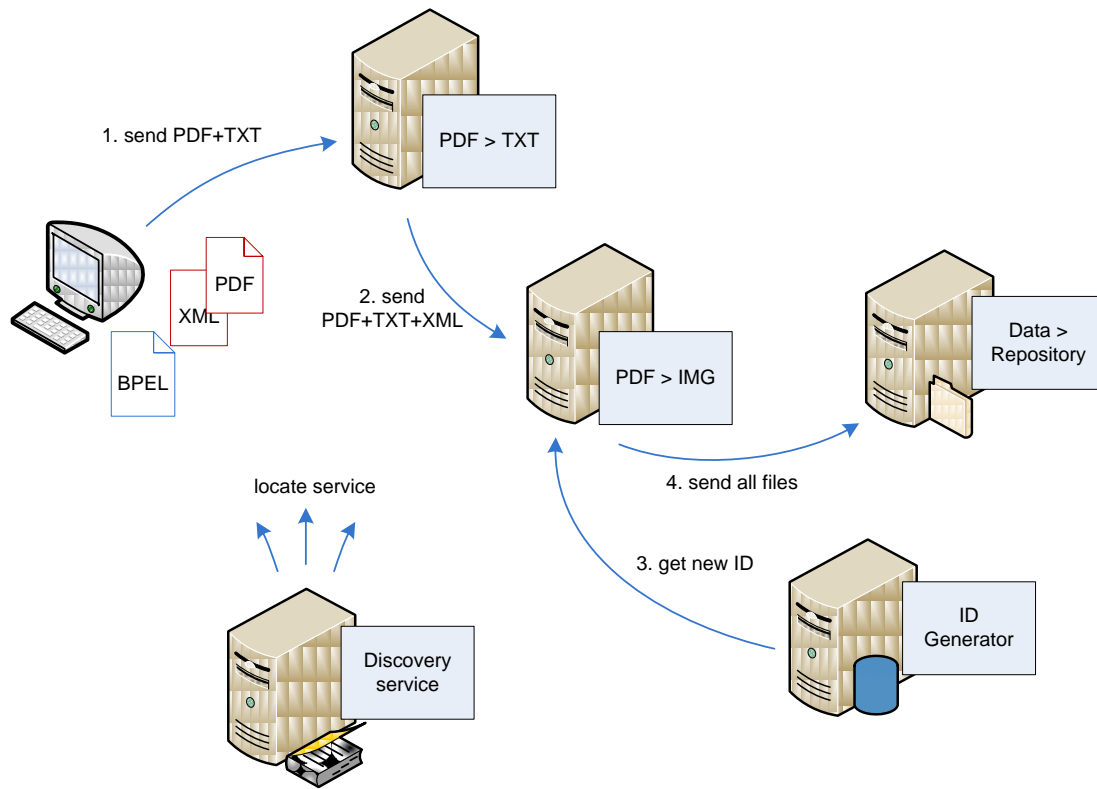 1. send PDF+TXT
PDF > TXT
PDF
XML
BPEL
2. send
PDF+TXT+XML
PDF > IMG
Data >
Repository
4. send all files
locate service
3. get new ID
ID
Generator
Discovery
service